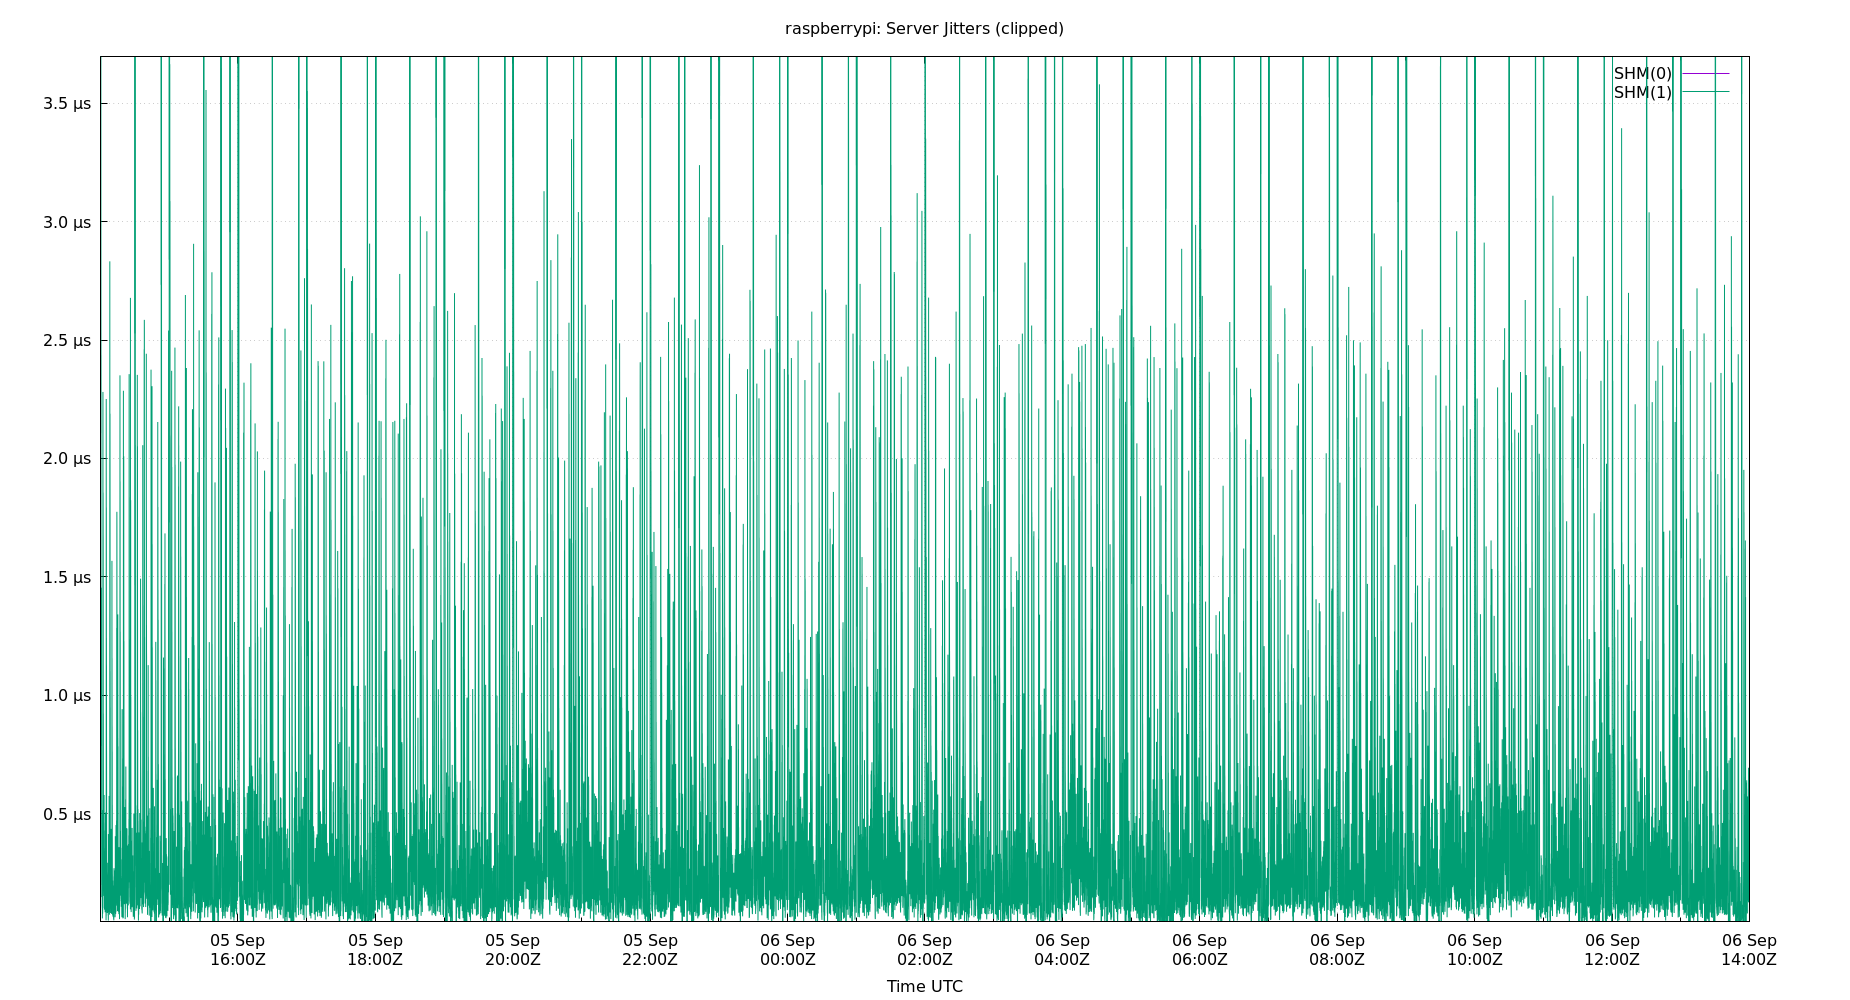 raspberrypi: Server Jitters (clipped)
SHM(0)
SHM(1)
3.5 µs
3.0 µs
2.5 µs
2.0 µs
1.5 µs
1.0 µs
0.5 µs
05 Sep 05 Sep 05 Sep 05 Sep 06 Sep 06 Sep 06 Sep 06 Sep 06 Sep 06 Sep 06 Sep 06 Sep
16:00Z 18:00Z 20:00Z 22:00Z 00:00Z 02:00Z 04:00Z 06:00Z 08:00Z 10:00Z 12:00Z 14:00Z
Time UTC